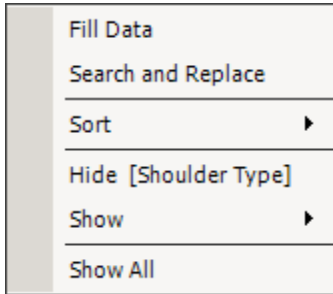 Fill Data
Search and Replace
Sort
Hide [Shoulder Type]
Show
Show All